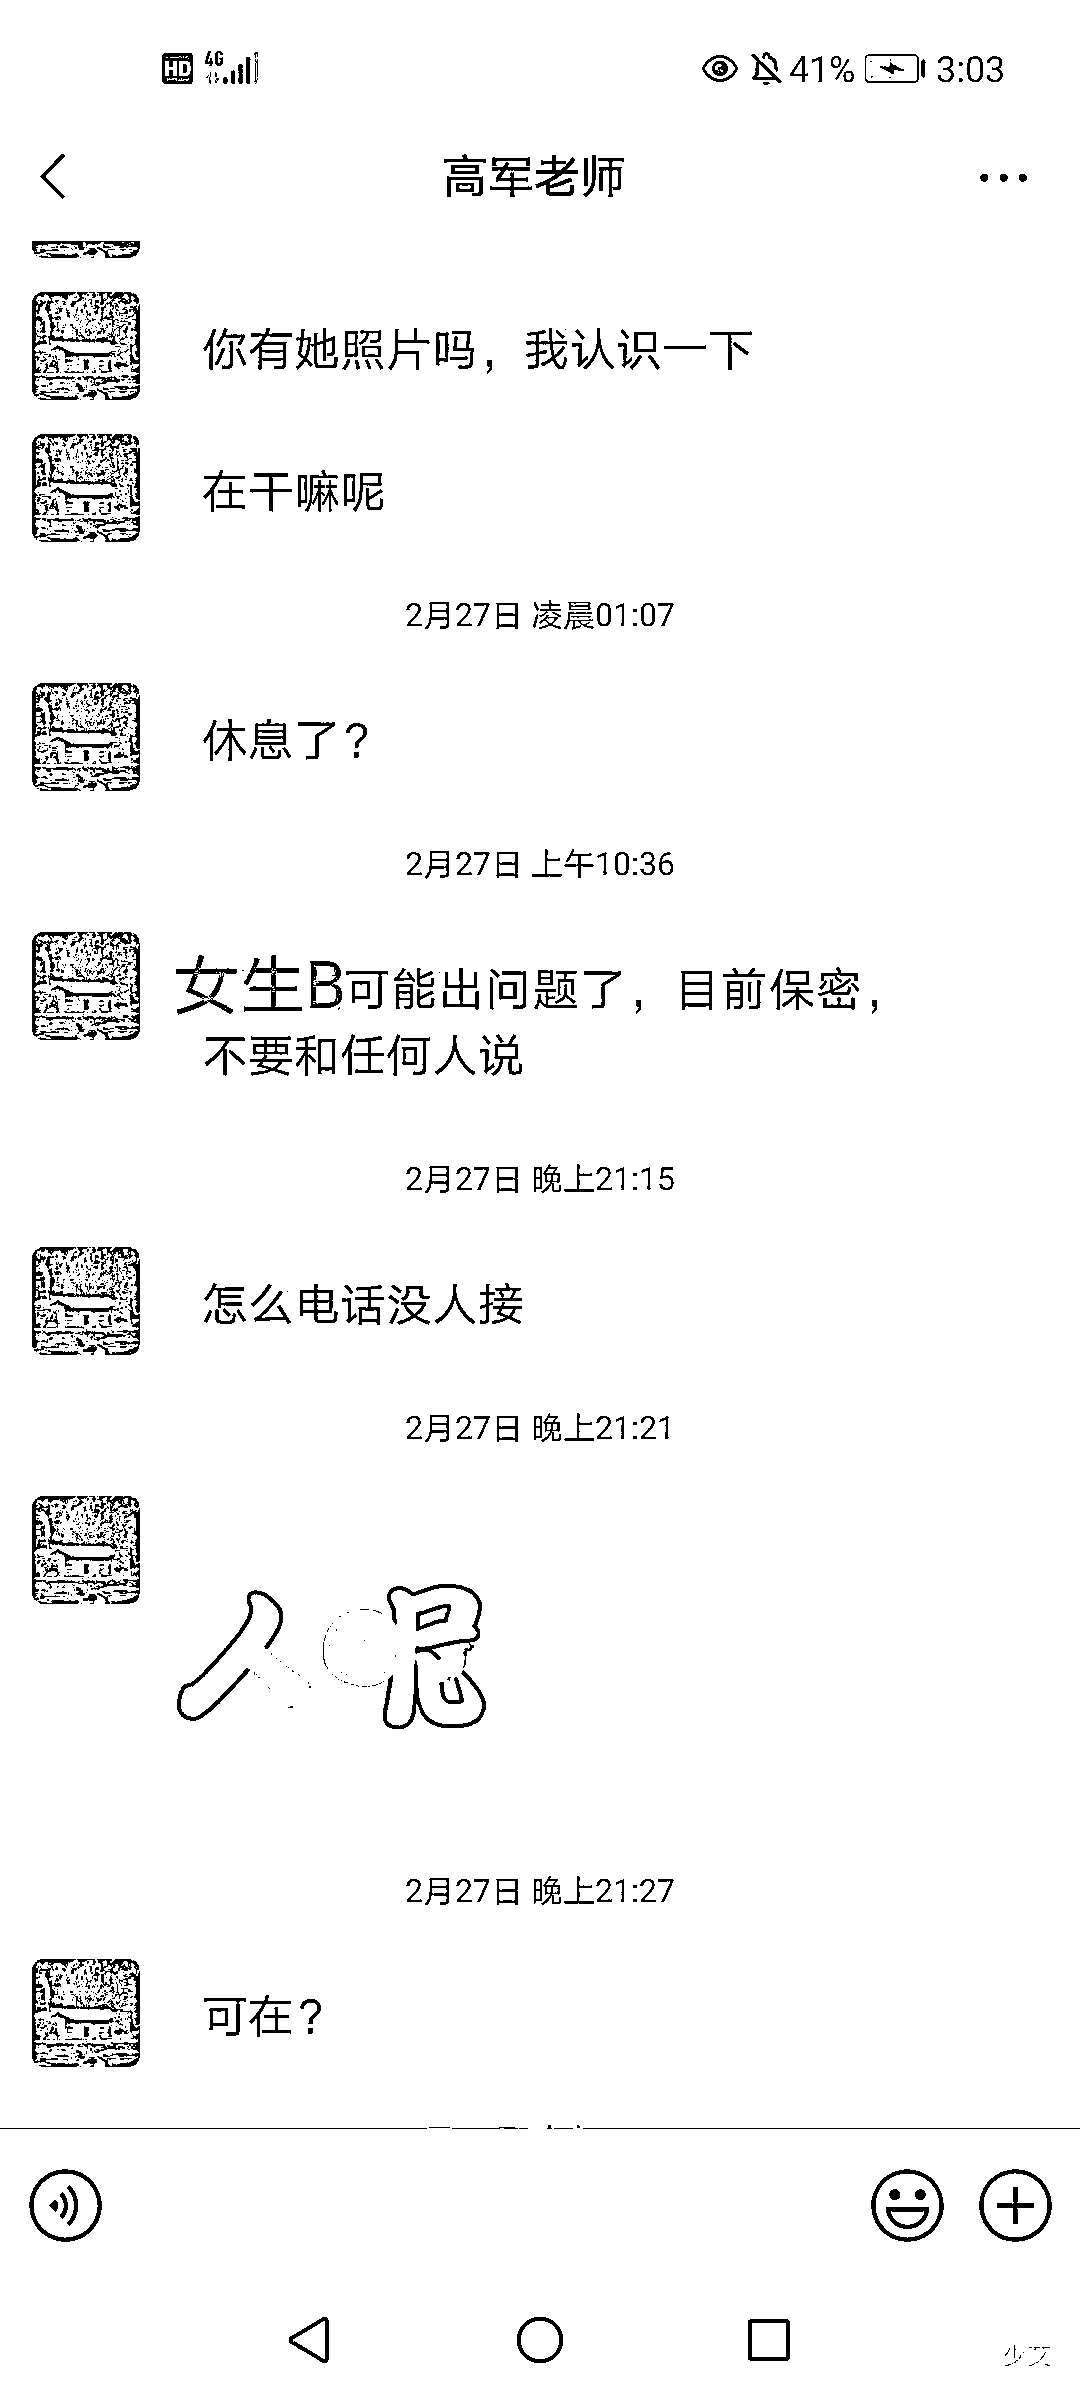 HD 4G 41% 3:03
高军老师
你有她照片吗，我认识一下
在干嘛呢
2月27日 凌晨01:07
休息了？
2月27日 上午10:36
女生B可能出问题了，目前保密，
不要和任何人说
2月27日 晚上21:15
怎么电话没人接
2月27日 晚上21:21
人呢
2月27日 晚上21:27
可在？